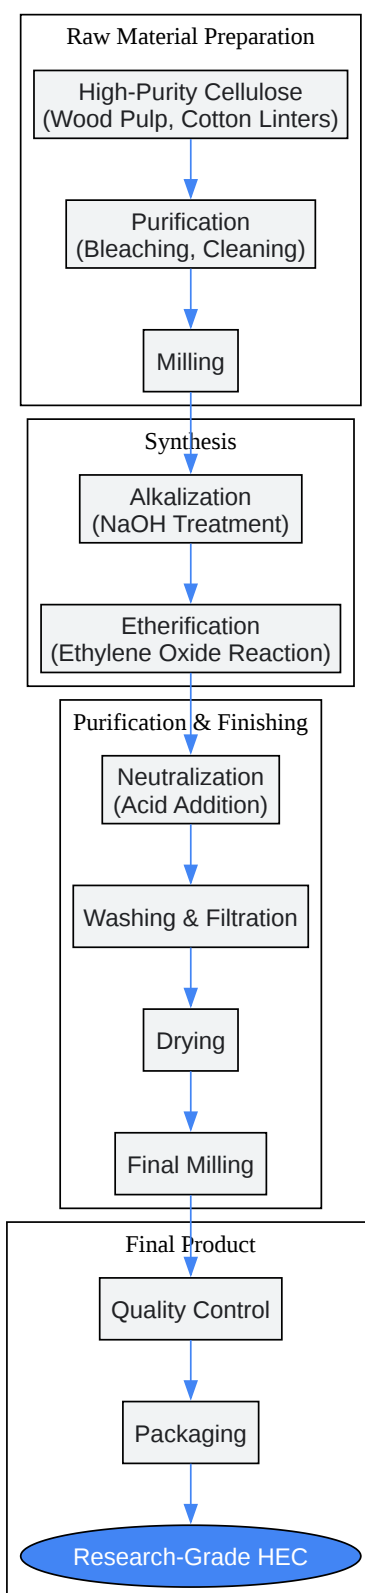 Raw Material Preparation
High-Purity Cellulose
(Wood Pulp, Cotton Linters)
Purification
(Bleaching, Cleaning)
Milling
Synthesis
Alkalization
(NaOH Treatment)
Etherification
(Ethylene Oxide Reaction)
Purification & Finishing
Neutralization
(Acid Addition)
Washing & Filtration
Drying
Final Milling
Final Product
Quality Control
Packaging
Research-Grade HEC